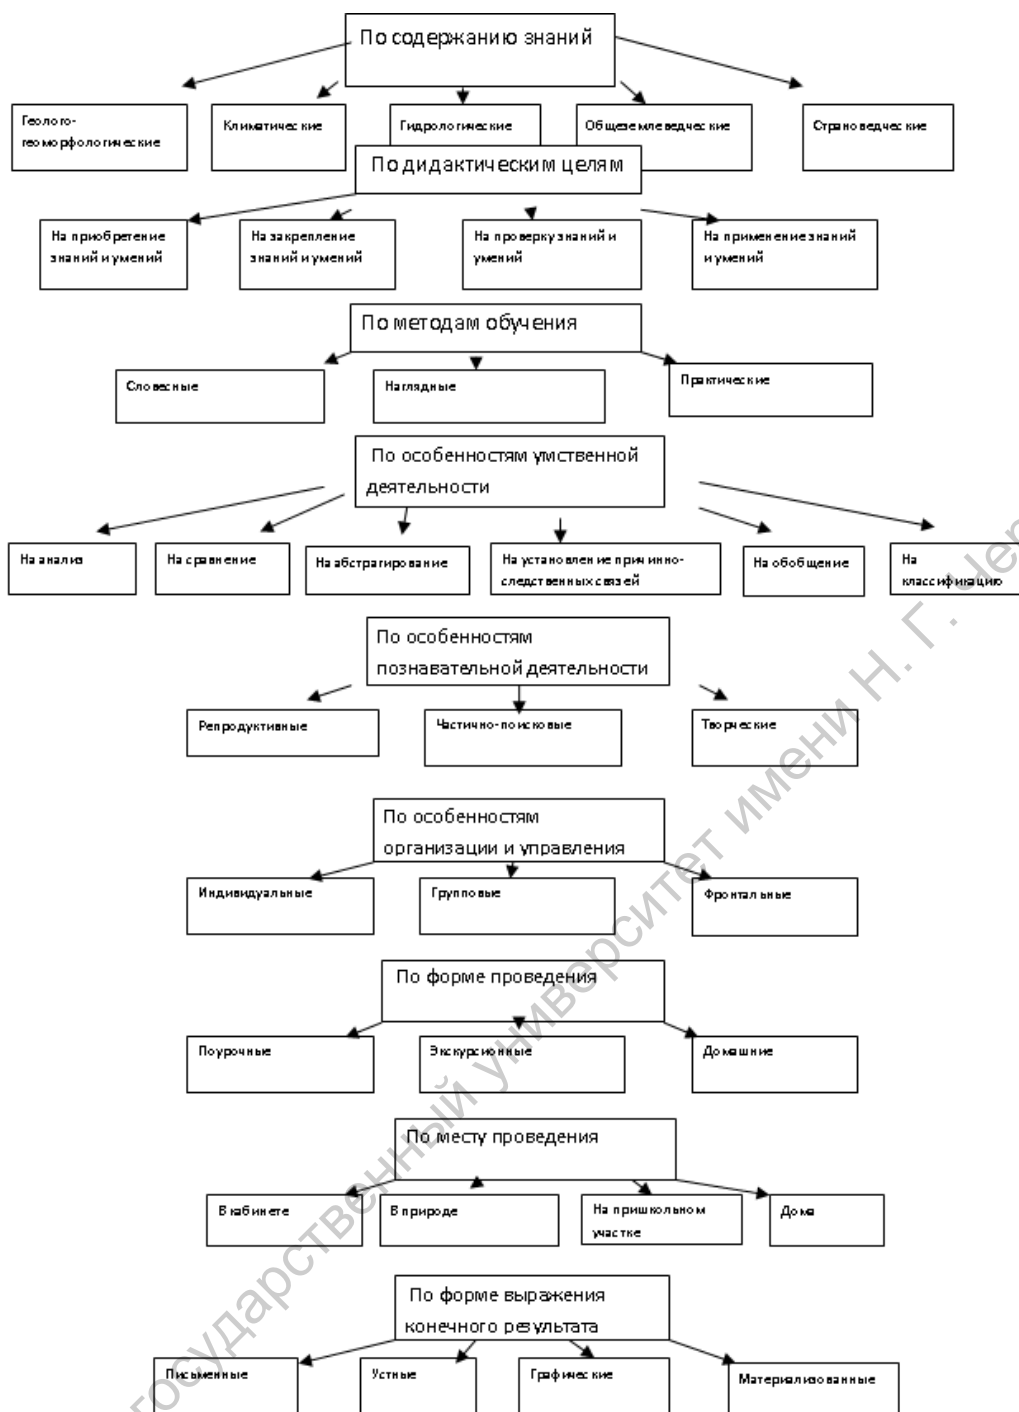 По содержанию знаний
Геолого-
геоморфологические
Климатические
Гидрологические
Общеземлеведческие
Страноведческие
По дидактическим целям
На приобретение
знаний и умений
На закрепление
знаний и умений
На проверку знаний и
умений
На применение знаний
и умений
По методам обучения
Словесные
Наглядные
Практические
По особенностям умственной
деятельности
На анализ
На сравнение
На абстрагирование
На установление причинно-
следственных связей
На обобщение
На
классификацию
По особенностям
познавательной деятельности
Репродуктивные
Частично-поисковые
Творческие
По особенностям
организации и управления
Индивидуальные
Групповые
Фронтальные
По форме проведения
Поурочные
Экскурсионные
Домашние
По месту проведения
В кабинете
В природе
На пришкольном
участке
Дома
По форме выражения
конечного результата
Письменные
Устные
Графические
Материализованные
государственный университет имени Н. Г. Чер